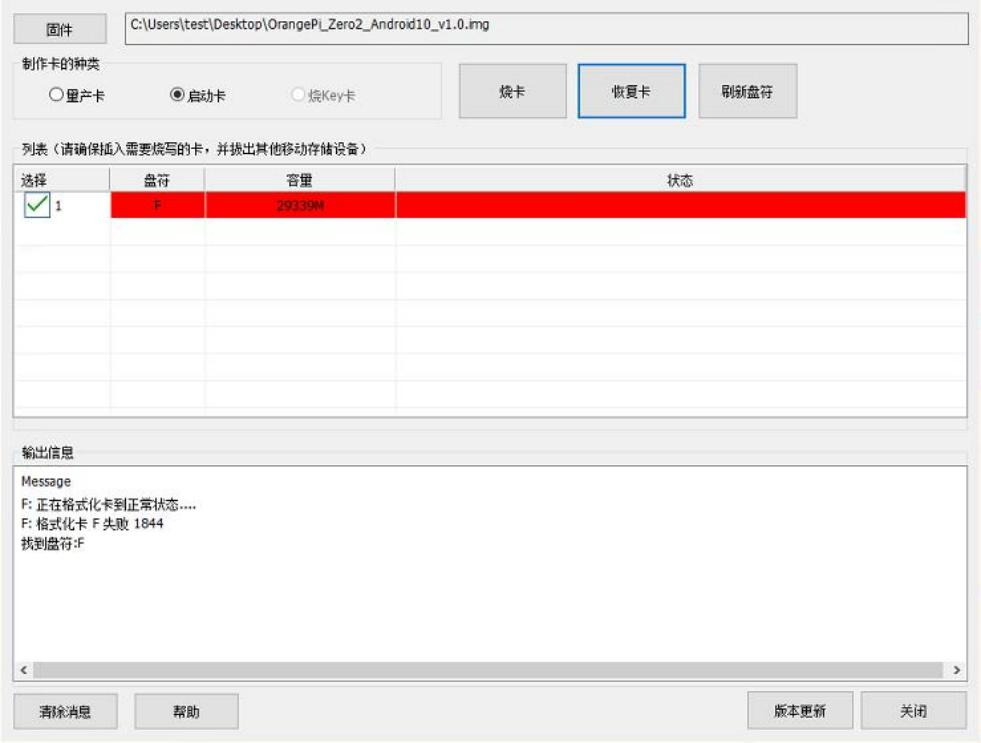 固件 C:\Users\test\Desktop\OrangePi_Zero2_Android10_v1.0.img
制作卡的种类
量产卡 启动卡 烧Key卡 烧卡 恢复卡 刷新盘符
列表（请确保插入需要烧写的卡，并拔出其他移动存储设备）
选择 盘符 容量 状态
1 F 29339M
输出信息
Message
F: 正在格式化卡到正常状态....
F: 格式化卡 F 失败 1844
找到盘符:F
清除消息 帮助 版本更新 关闭